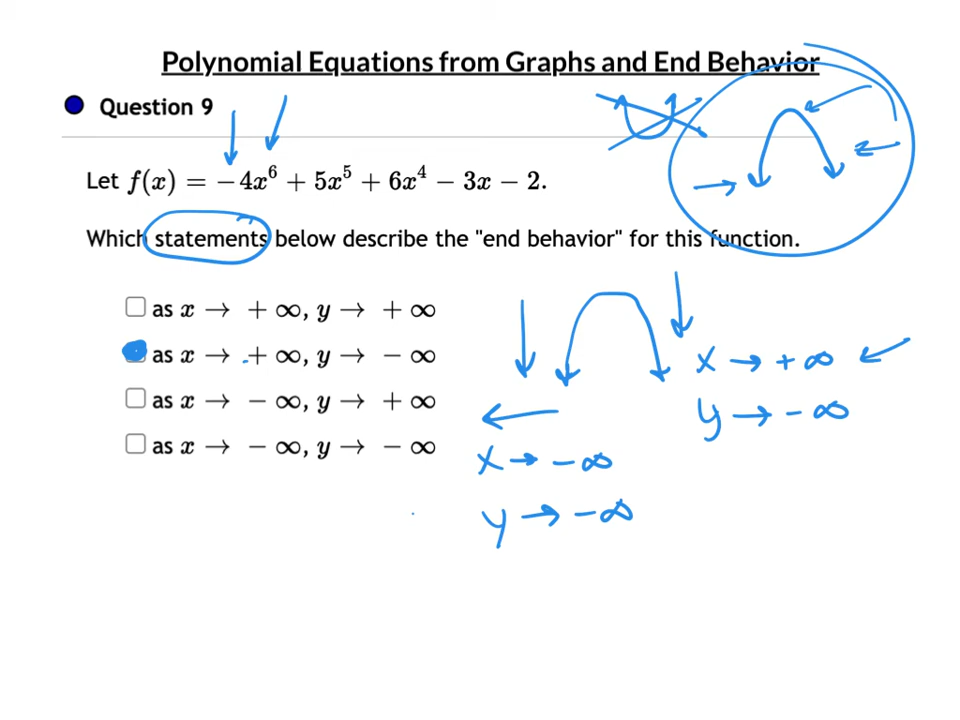 Polynomial Equations from Graphs and End Behavior
Question 9
Let f(x) = −4x⁶ + 5x⁵ + 6x⁴ − 3x − 2.
Which statements below describe the "end behavior" for this function.
as x → + ∞, y → + ∞
as x → + ∞, y → − ∞
as x → − ∞, y → + ∞
as x → − ∞, y → − ∞
x → + ∞
y → − ∞
x → − ∞
y → − ∞